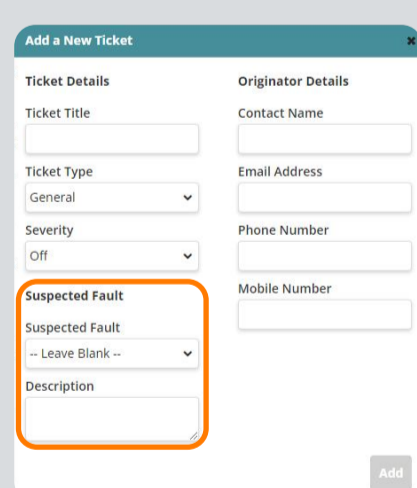 Add a New Ticket ×
Ticket Details
Ticket Title
Ticket Type
General
Severity
Off
Suspected Fault
Suspected Fault
-- Leave Blank --
Description
Originator Details
Contact Name
Email Address
Phone Number
Mobile Number
Add